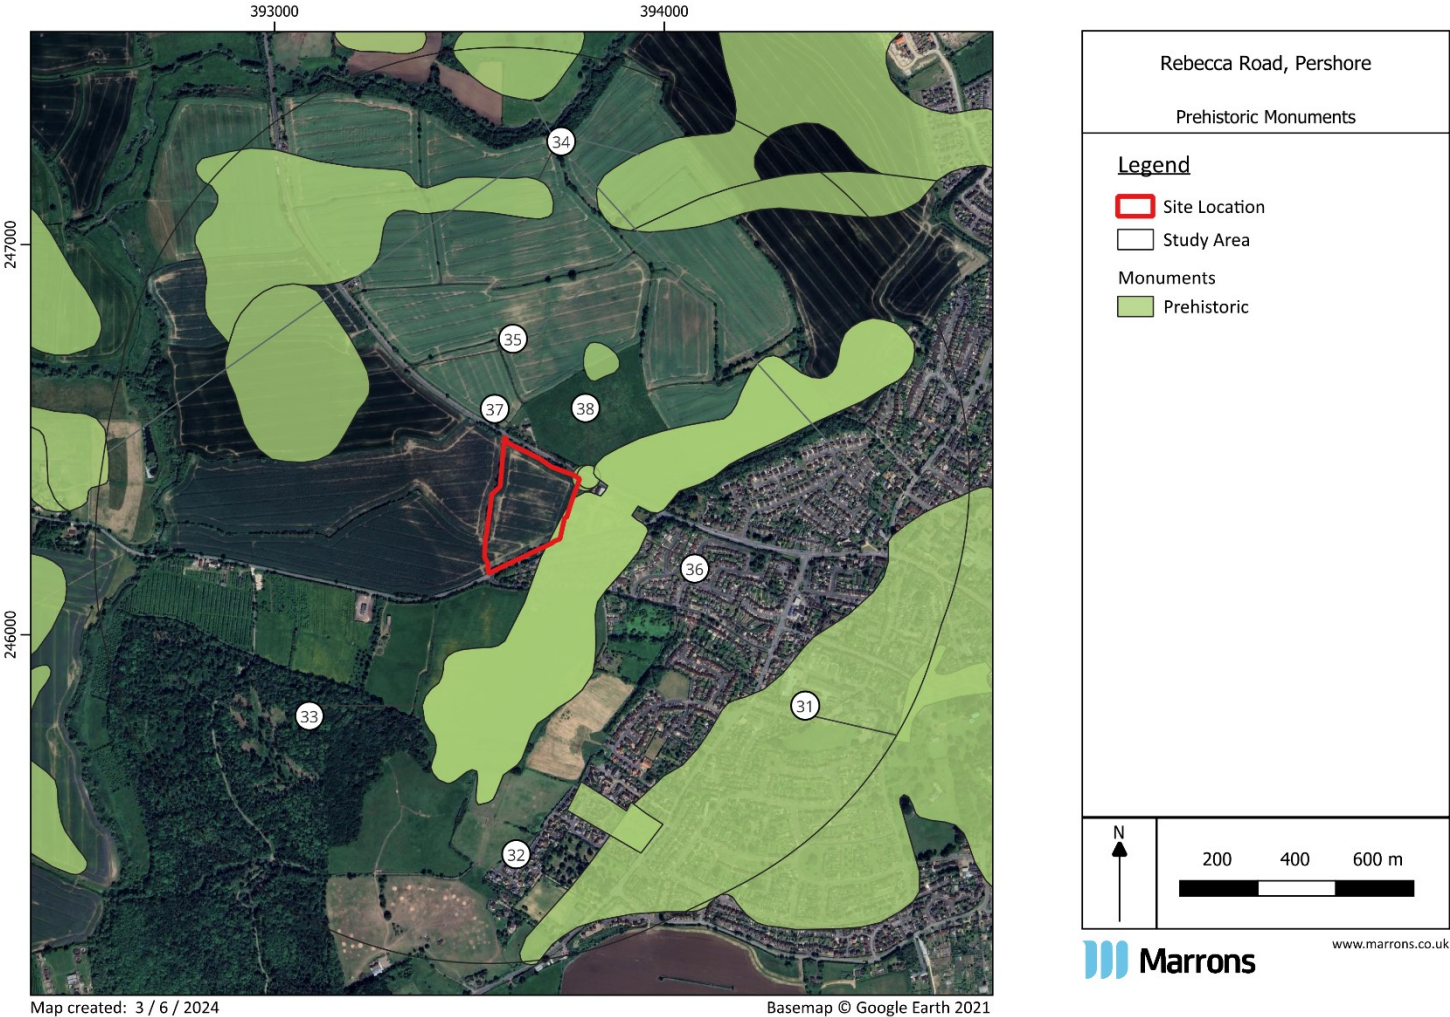 393000
394000
247000
246000
34
35
37
38
36
33
31
32
Map created: 3 / 6 / 2024
Basemap © Google Earth 2021
Rebecca Road, Pershore
Prehistoric Monuments
Legend
Site Location
Study Area
Monuments
Prehistoric
N
200 400 600 m
www.marrons.co.uk
Marrons